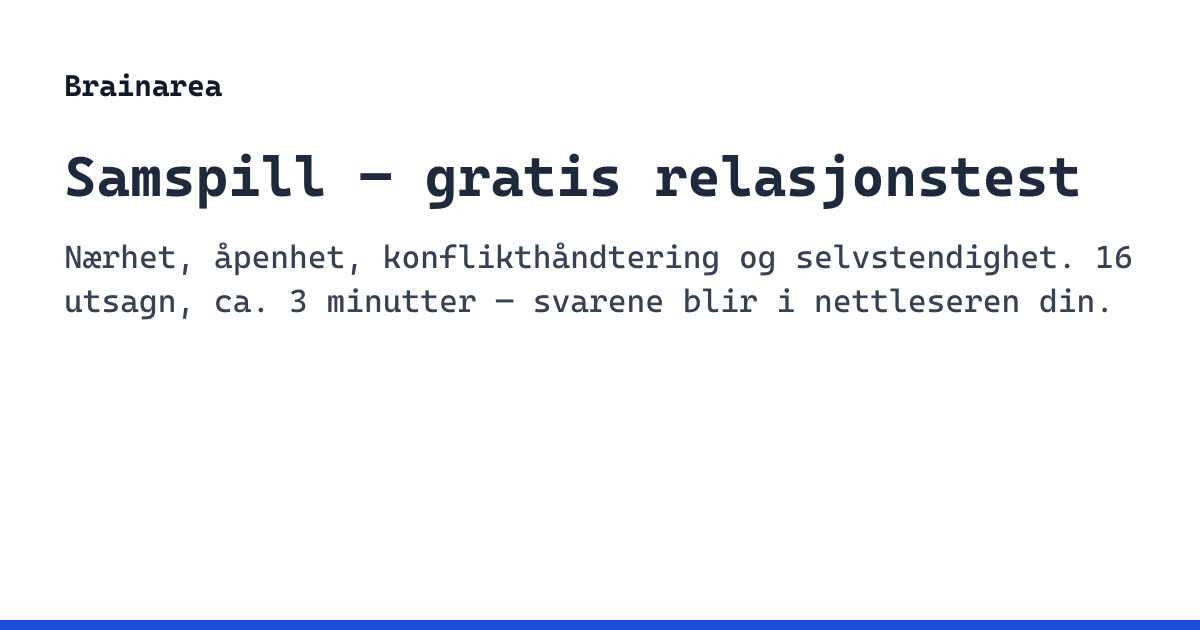 Brainarea
Samspill – gratis relasjonstest
Nærhet, åpenhet, konflikthåndtering og selvstendighet. 16
utsagn, ca. 3 minutter – svarene blir i nettleseren din.